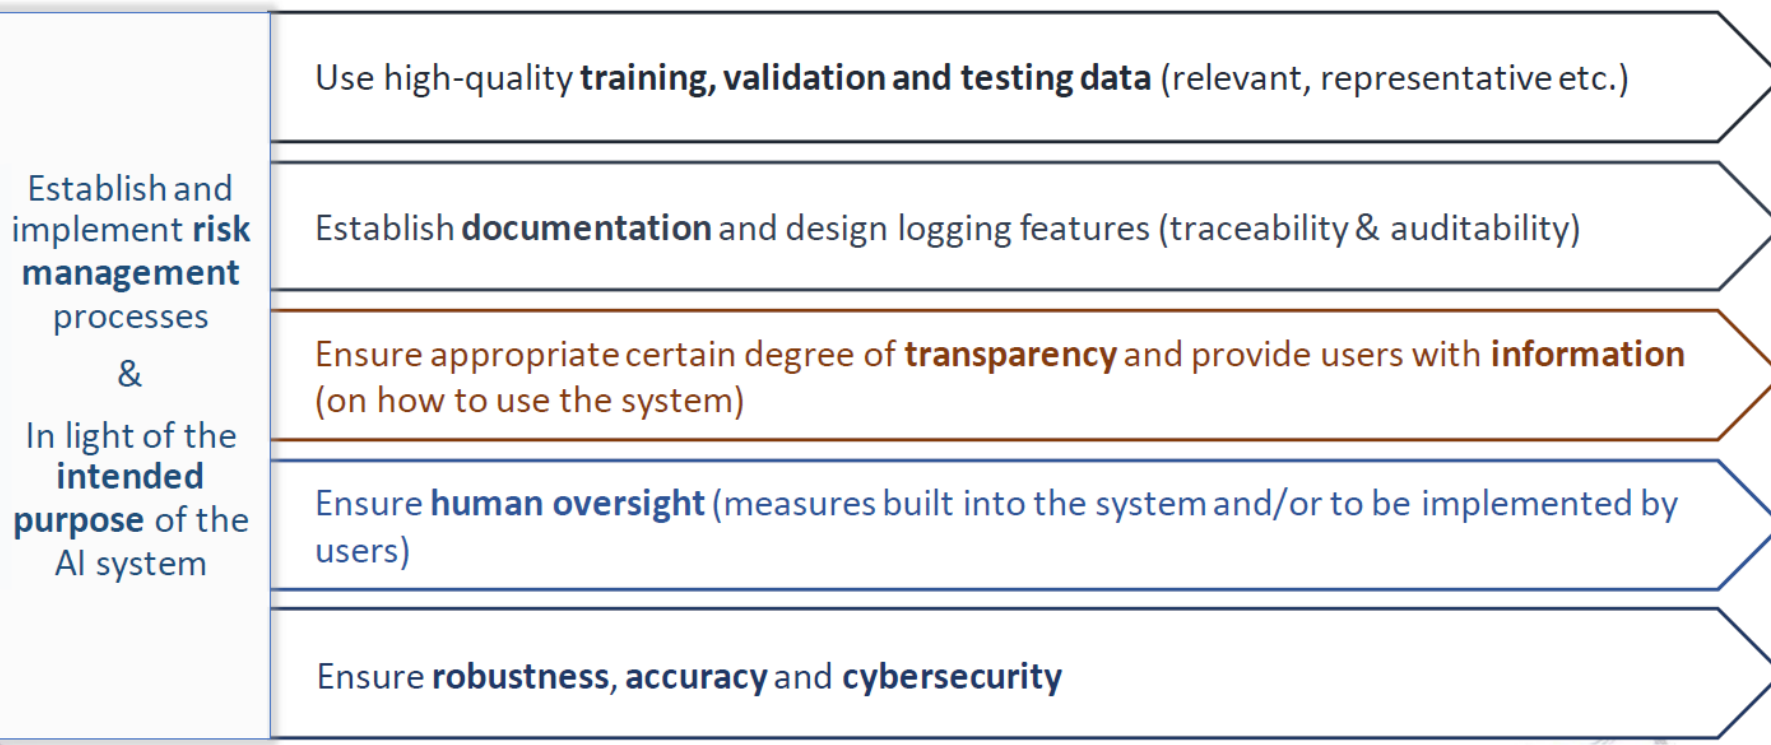 Establish and
implement risk
management
processes
&
In light of the
intended
purpose of the
AI system
Use high-quality training, validation and testing data (relevant, representative etc.)
Establish documentation and design logging features (traceability & auditability)
Ensure appropriate certain degree of transparency and provide users with information
(on how to use the system)
Ensure human oversight (measures built into the system and/or to be implemented by
users)
Ensure robustness, accuracy and cybersecurity